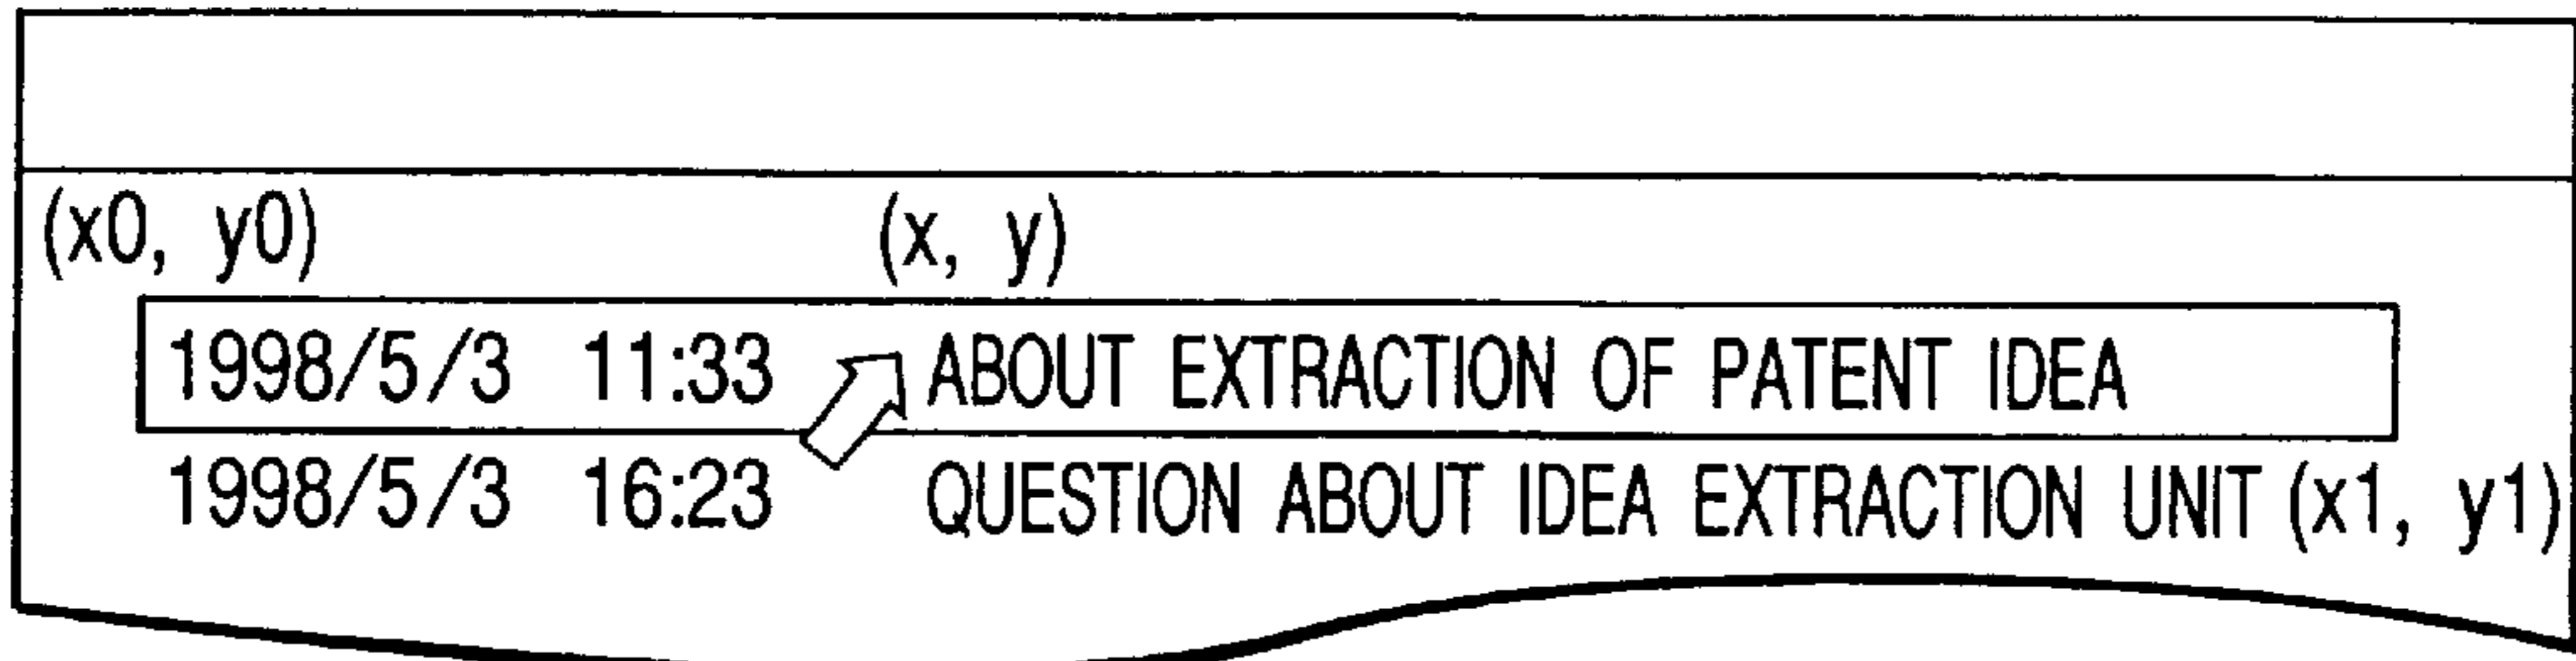 (x0, y0) (x, y)
1998/5/3 11:33 ABOUT EXTRACTION OF PATENT IDEA
1998/5/3 16:23 QUESTION ABOUT IDEA EXTRACTION UNIT (x1, y1)